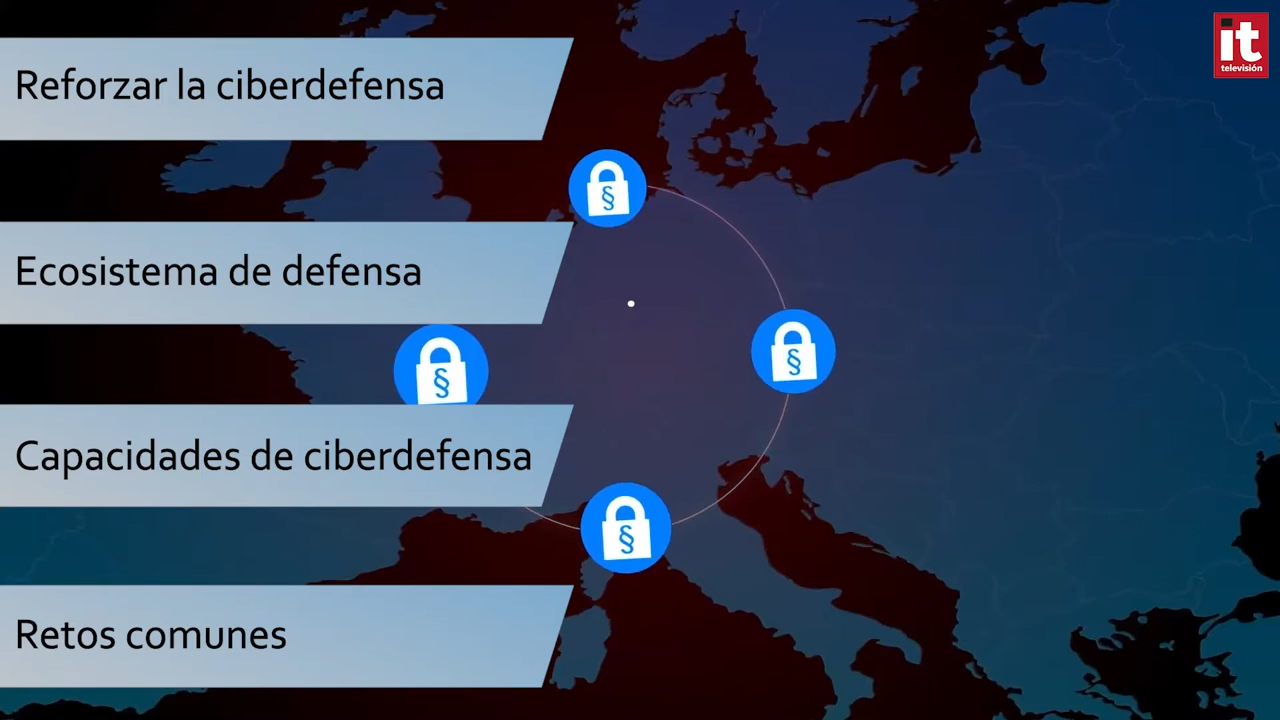 it
televisión
Reforzar la ciberdefensa
§
Ecosistema de defensa
§
§
Capacidades de ciberdefensa
§
Retos comunes